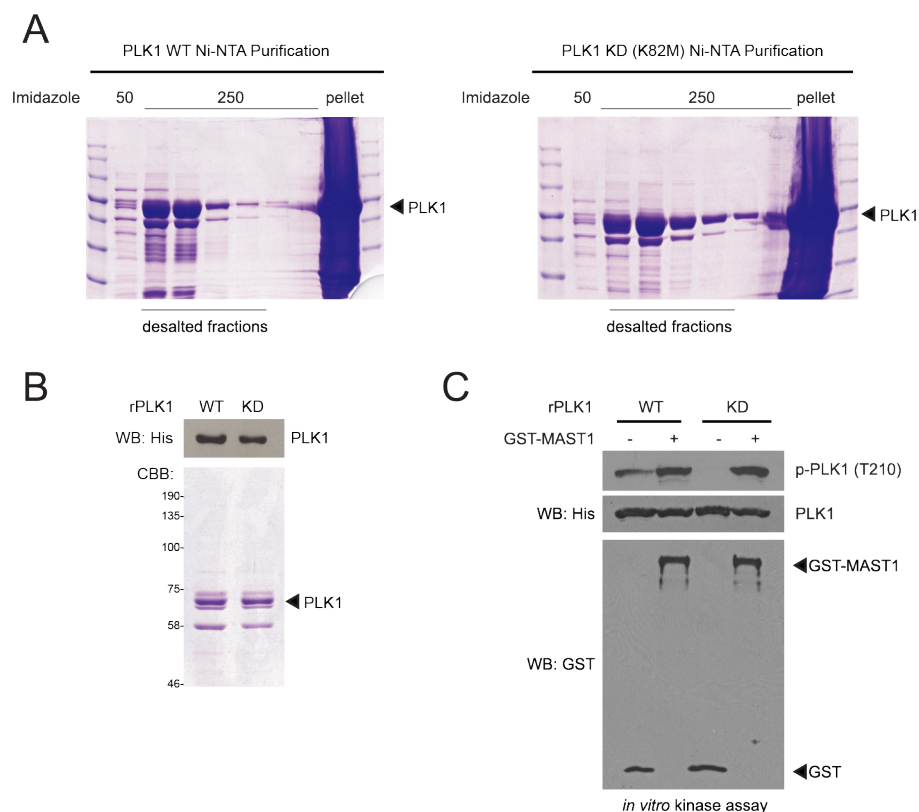 A
PLK1 WT Ni-NTA Purification
PLK1 KD (K82M) Ni-NTA Purification
Imidazole 50 250 pellet
Imidazole 50 250 pellet
PLK1
PLK1
desalted fractions
desalted fractions
B
rPLK1 WT KD
WB: His PLK1
CBB:
190-
135-
100-
75-
PLK1
58-
46-
C
rPLK1 WT KD
GST-MAST1 - + - +
p-PLK1 (T210)
WB: His PLK1
GST-MAST1
WB: GST
GST
in vitro kinase assay